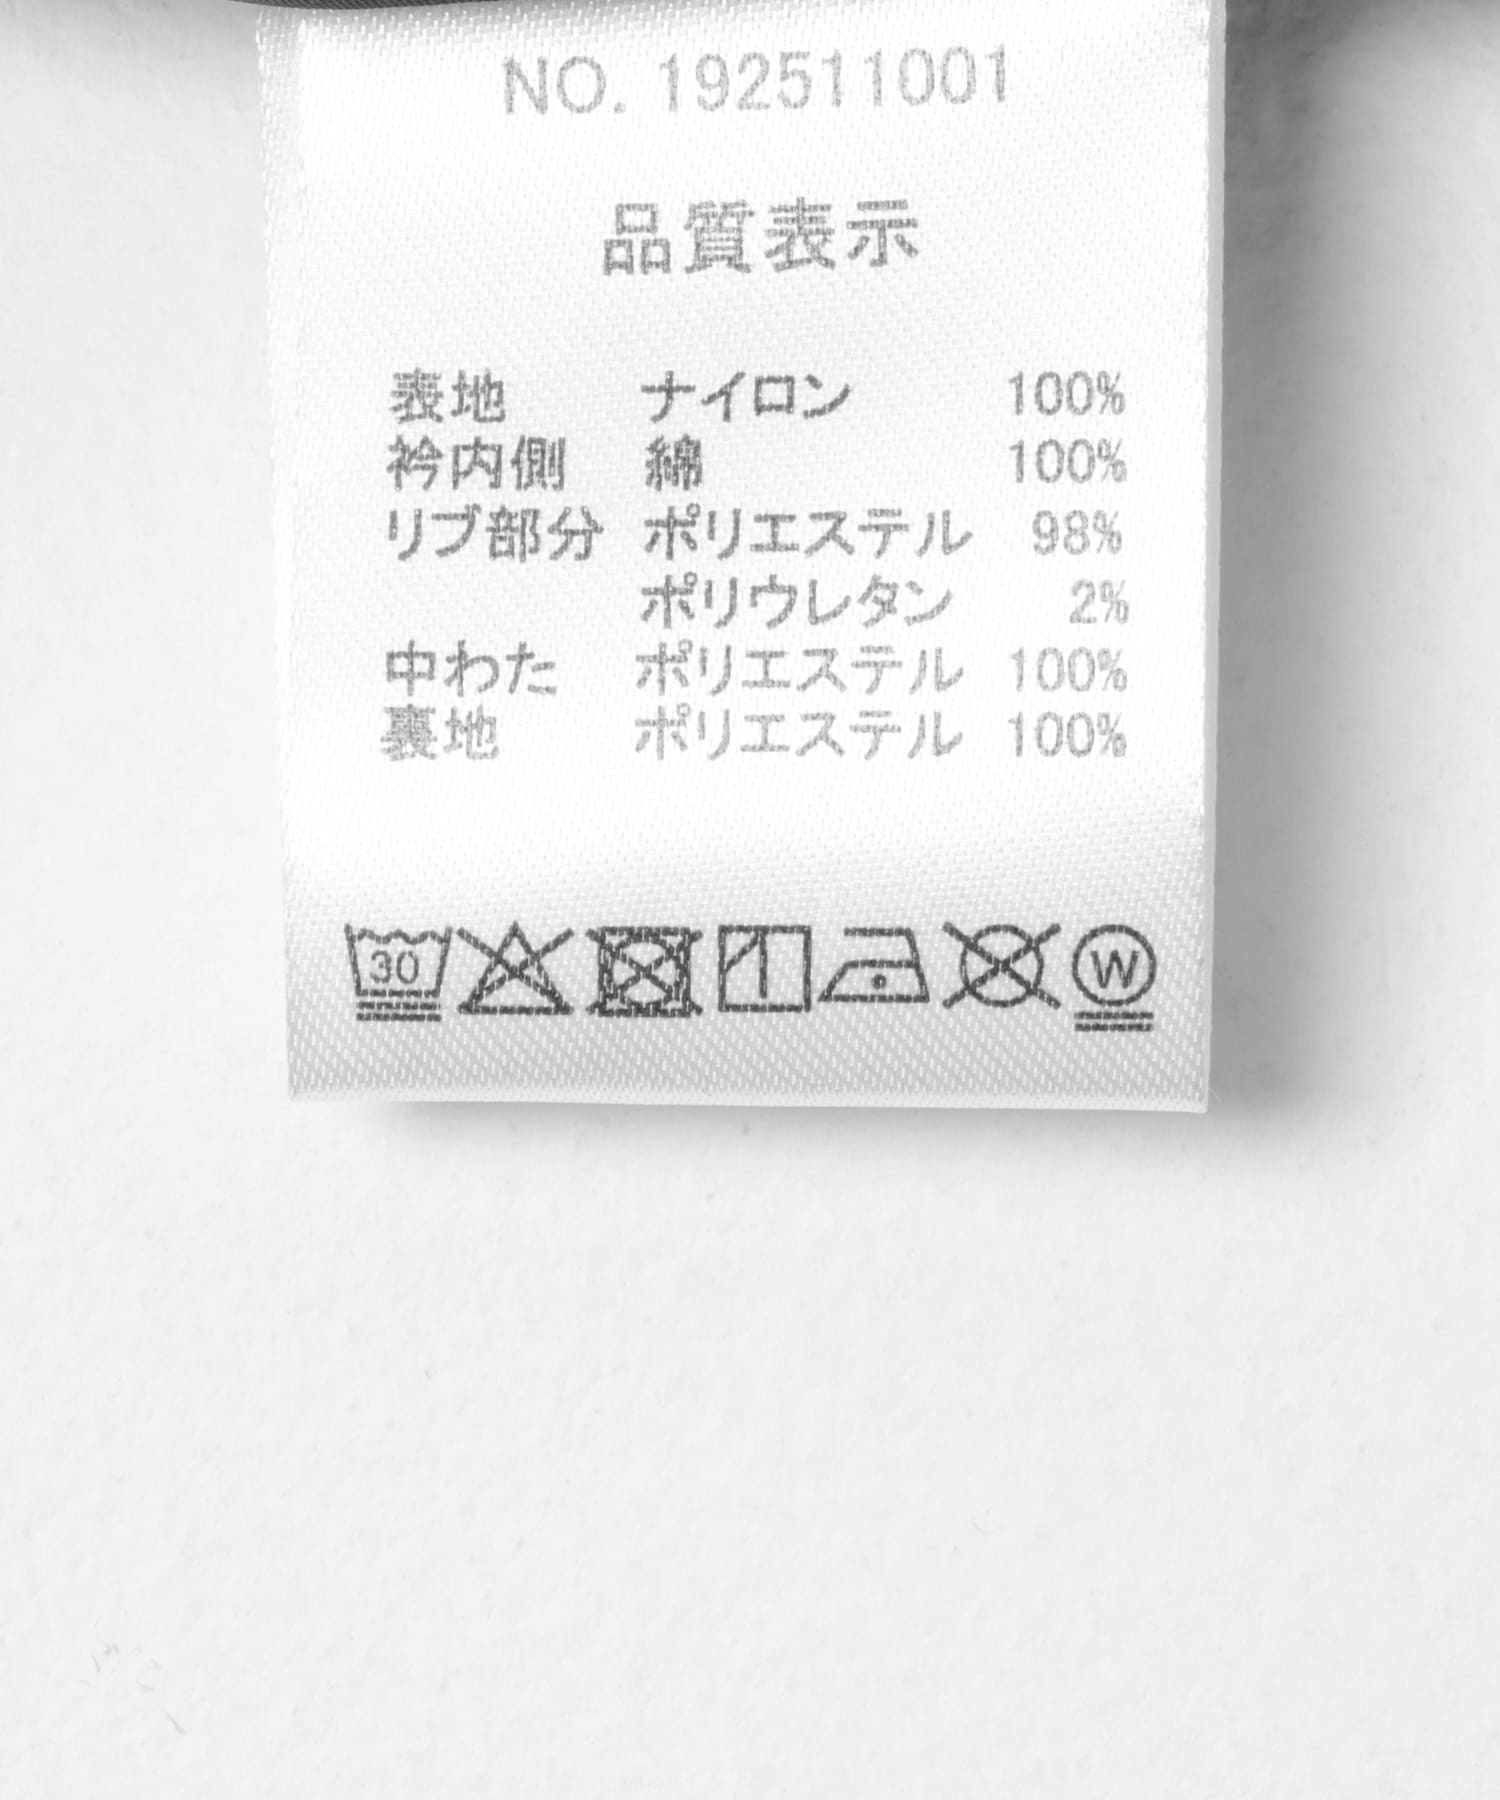 NO. 192511001
品質表示
表地 ナイロン 100%
衿内側 綿 100%
リブ部分 ポリエステル 98%
ポリウレタン 2%
中わた ポリエステル 100%
裏地 ポリエステル 100%
30 W